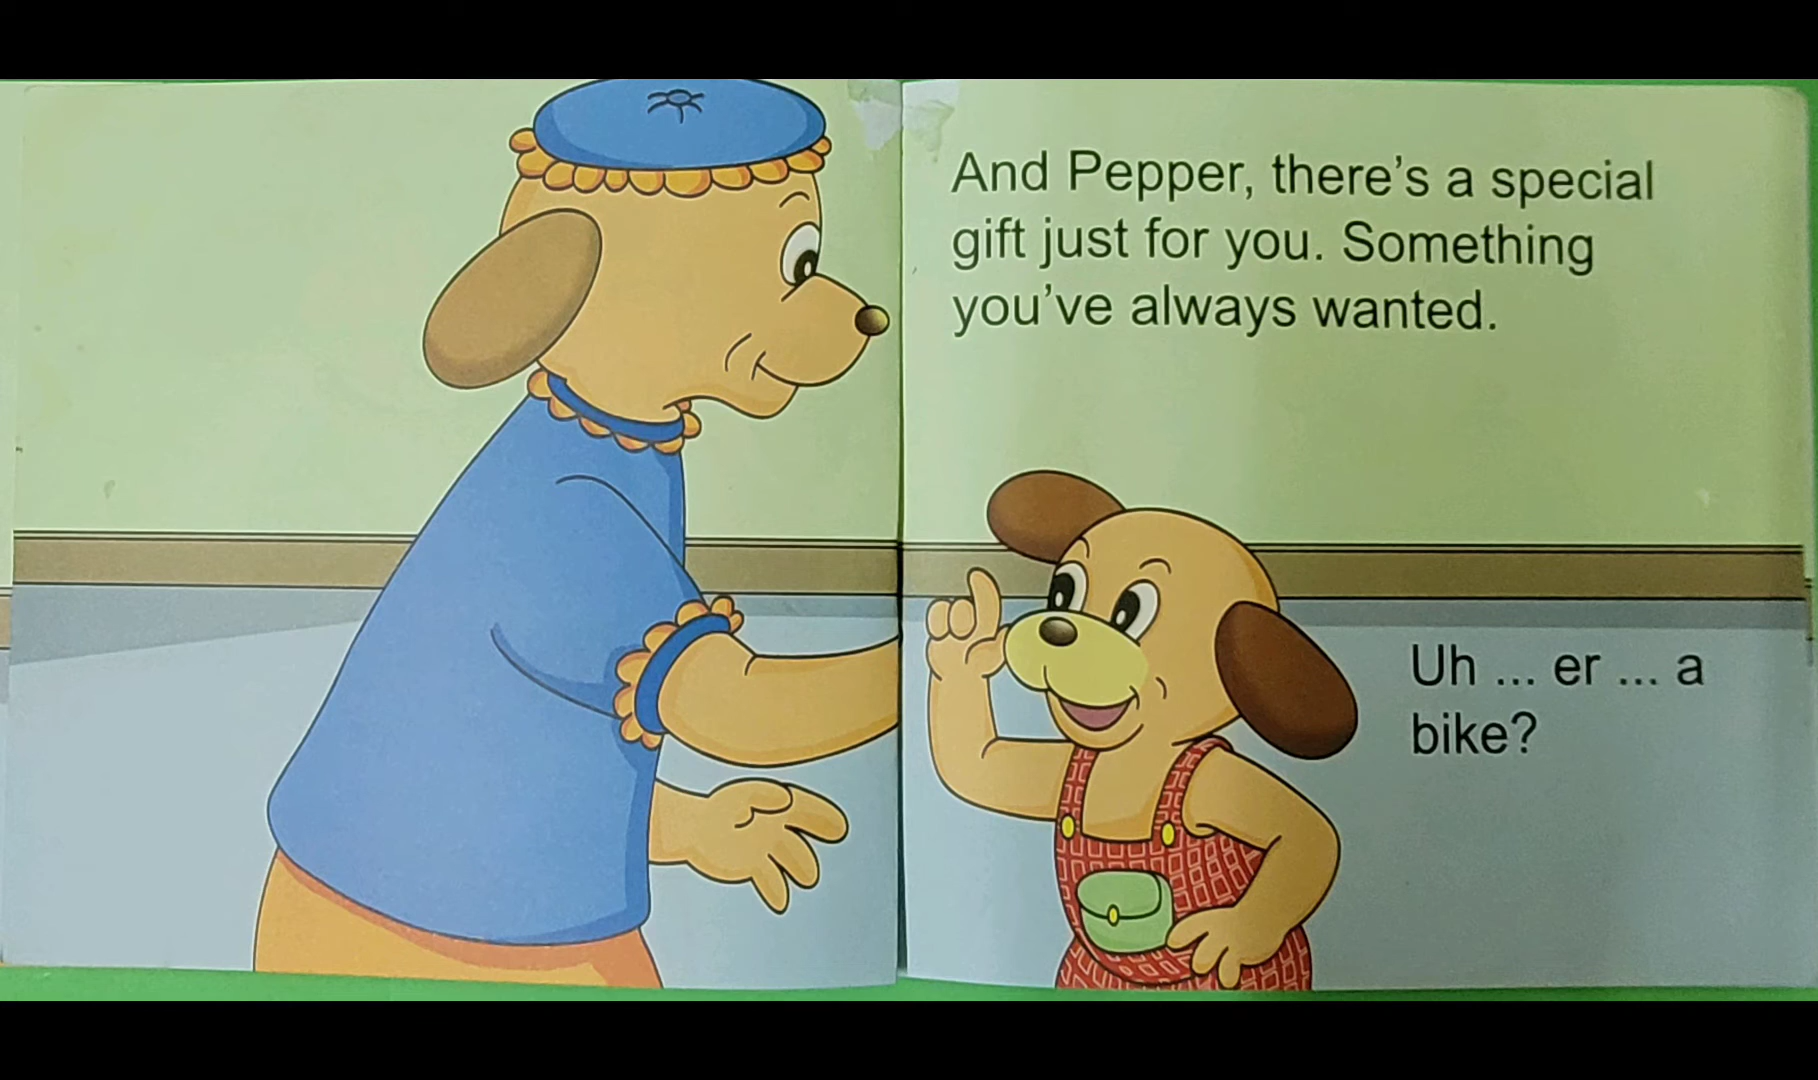 And Pepper, there's a special
gift just for you. Something
you've always wanted.
Uh ... er ... a
bike?